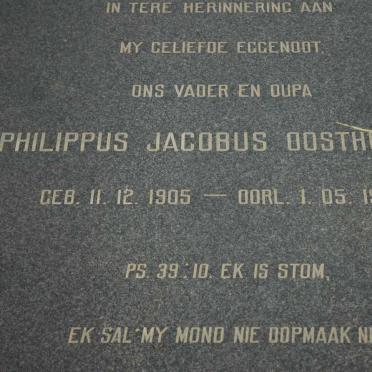 IN TERE HERINNERING AAN
MY GELIEFDE EGGENOOT.
ONS VADER EN OUPA
PHILIPPUS JACOBUS
GEB. 11. 12. 1905 — OORL. 1. 05.
PS. 39:10. EK IS STOM,
EK SAL MY MOND NIE OOPMAAK